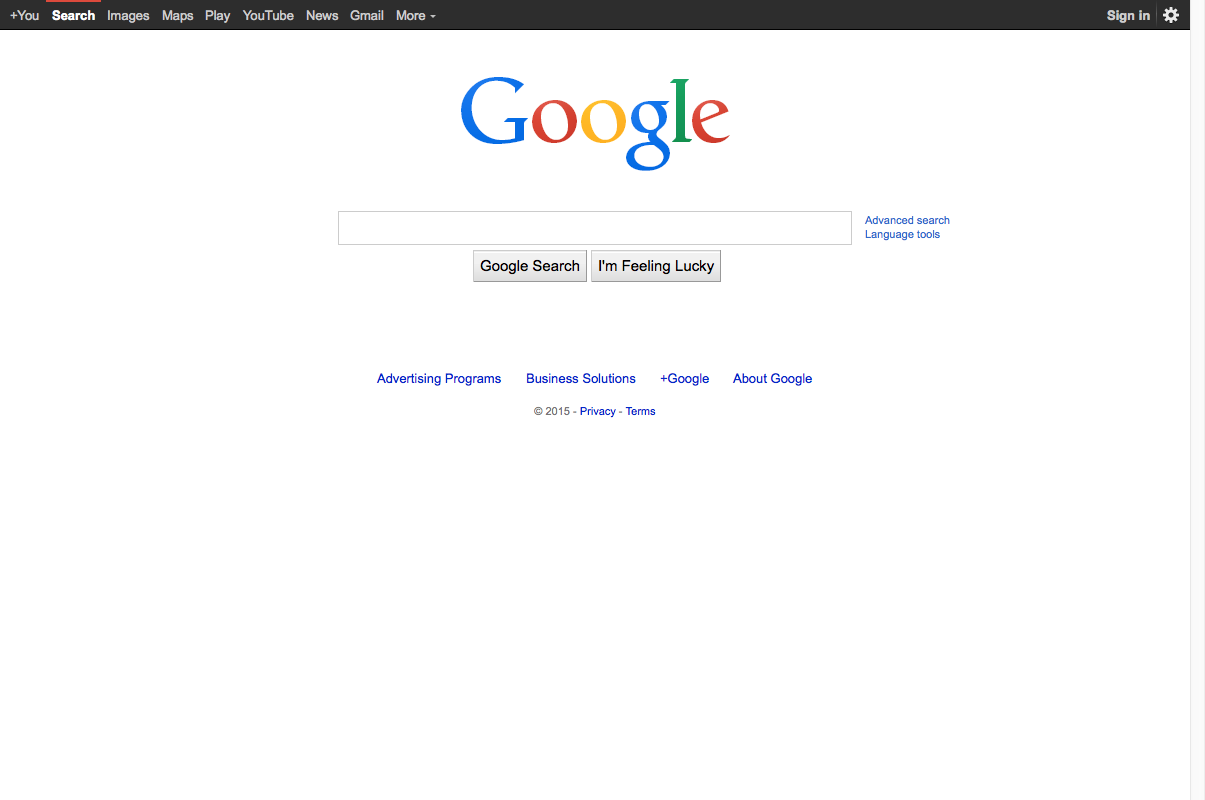 +You Search Images Maps Play YouTube News Gmail More Sign in
Google
Advanced search
Language tools
Google Search I'm Feeling Lucky
Advertising Programs Business Solutions +Google About Google
© 2015 - Privacy - Terms